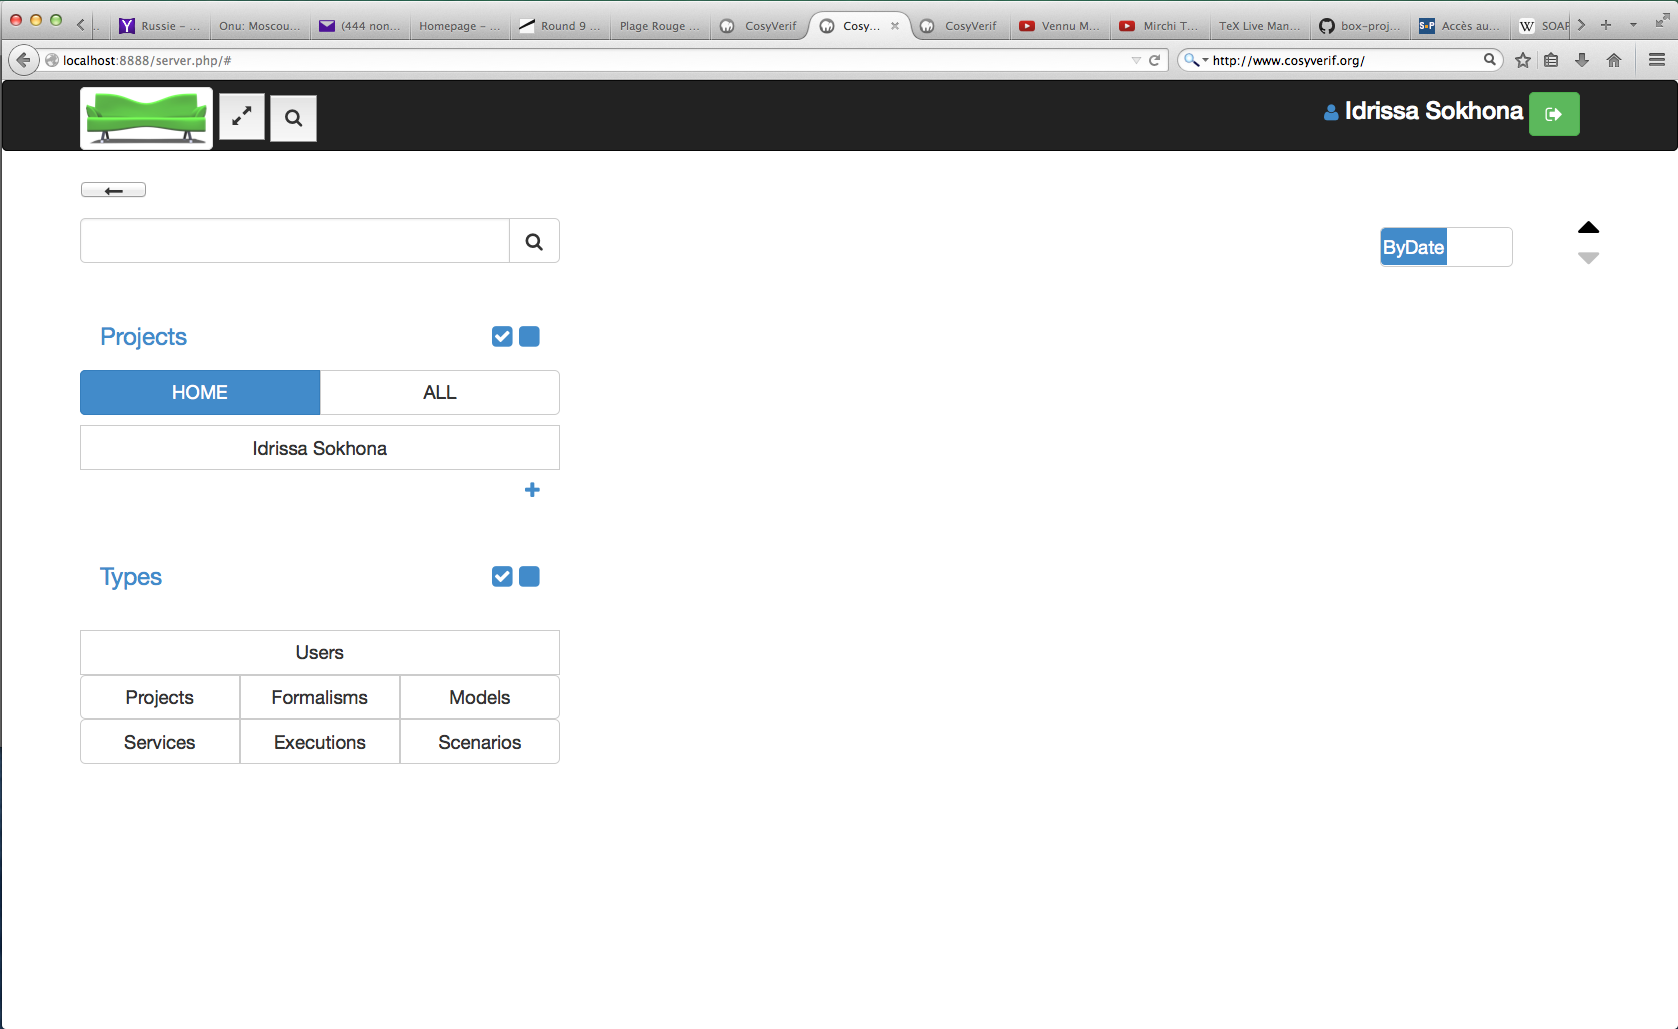 Russie – ...
Onu: Moscou...
(444 non...
Homepage – ...
Round 9 ...
Plage Rouge ...
CosyVerif
Cosy...
CosyVerif
Vennu M...
Mirchi T...
TeX Live Man...
box-proj...
Accès au...
SOAP
localhost:8888/server.php/#
http://www.cosyverif.org/
Idrissa Sokhona
ByDate
Projects
HOME
ALL
Idrissa Sokhona
Types
Users
Projects
Formalisms
Models
Services
Executions
Scenarios